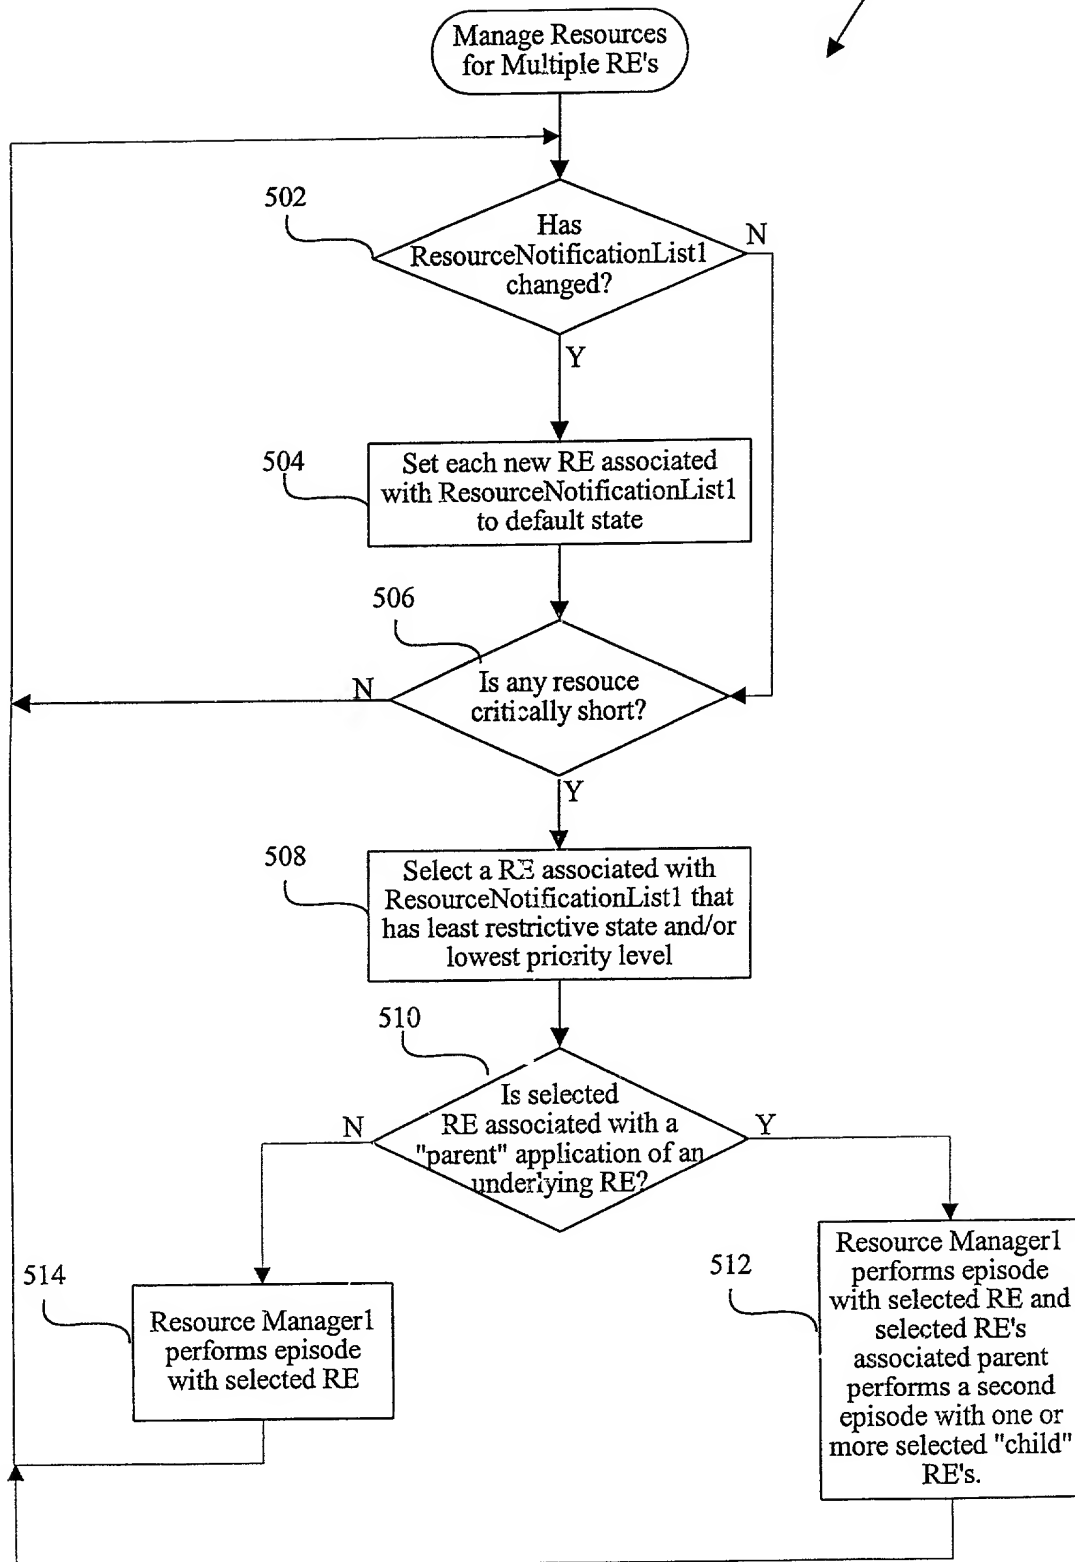 Manage Resources
for Multiple RE's
502
Has
ResourceNotificationList1
changed?
N
Y
504
Set each new RE associated
with ResourceNotificationList1
to default state
506
Is any resouce
critically short?
N
Y
508
Select a RE associated with
ResourceNotificationList1 that
has least restrictive state and/or
lowest priority level
510
Is selected
RE associated with a
"parent" application of an
underlying RE?
N
Y
514
Resource Manager1
performs episode
with selected RE
512
Resource Manager1
performs episode
with selected RE and
selected RE's
associated parent
performs a second
episode with one or
more selected "child"
RE's.